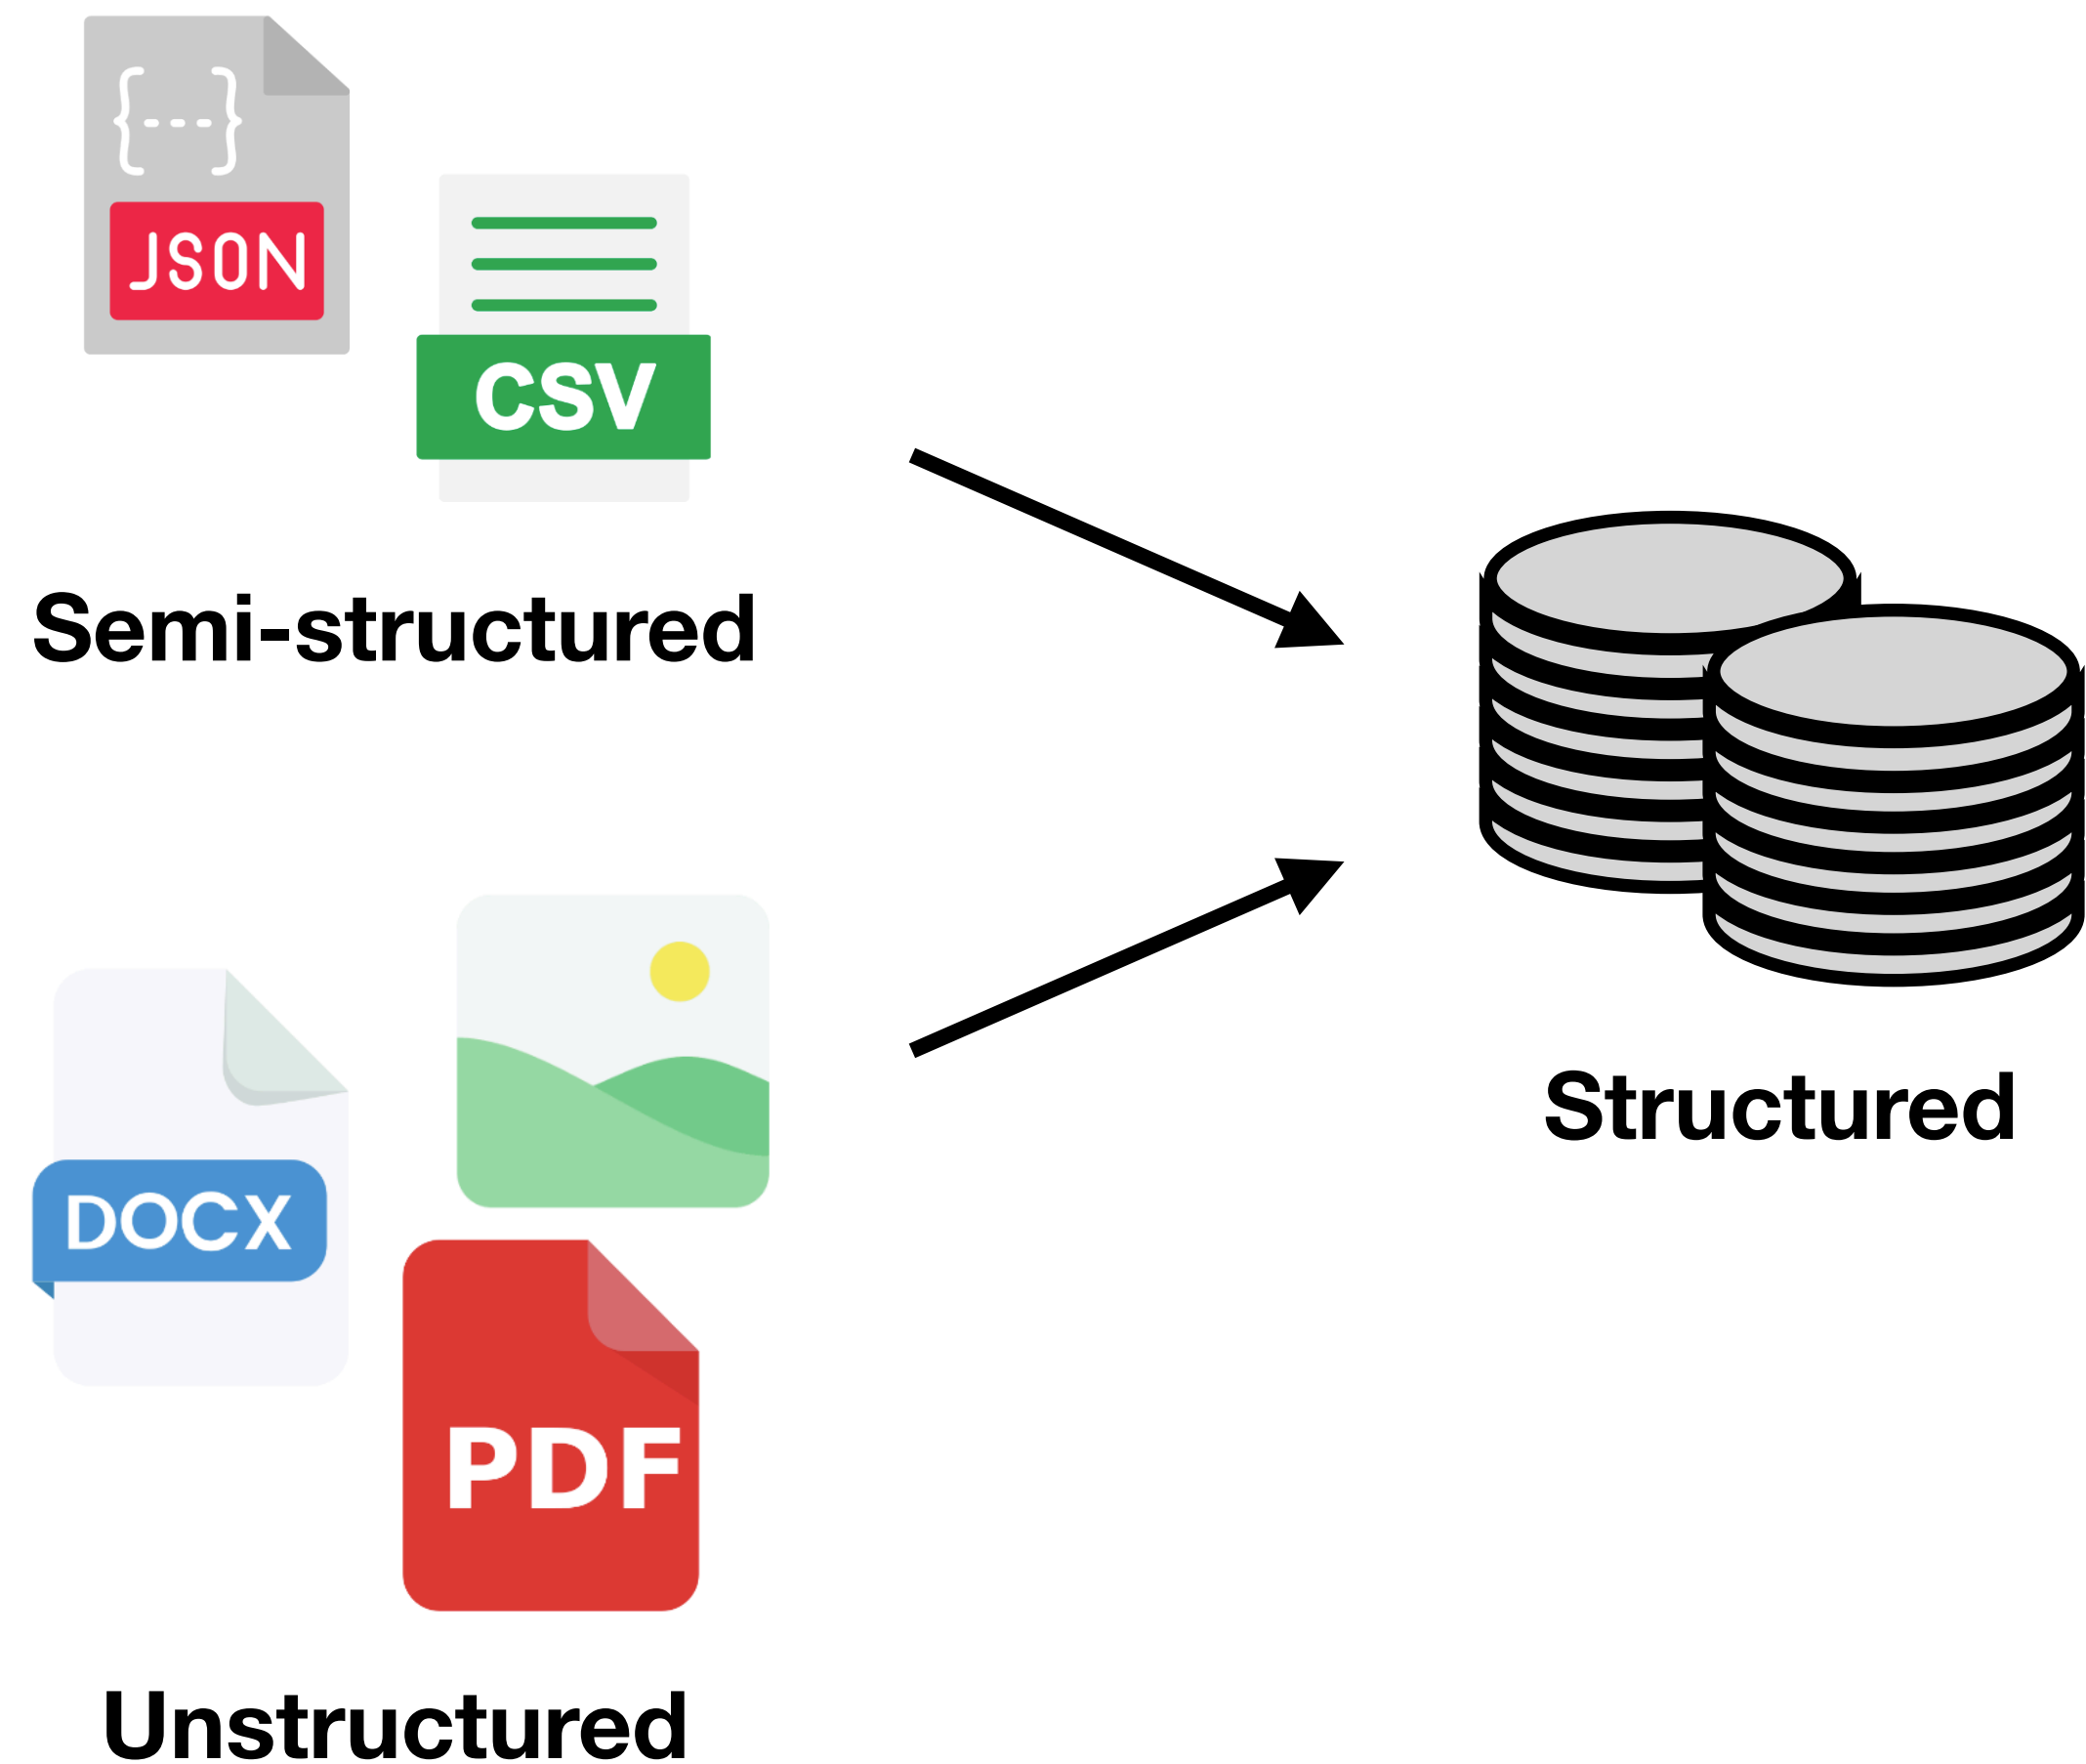 JSON
CSV
Semi-structured
DOCX
PDF
Unstructured
Structured